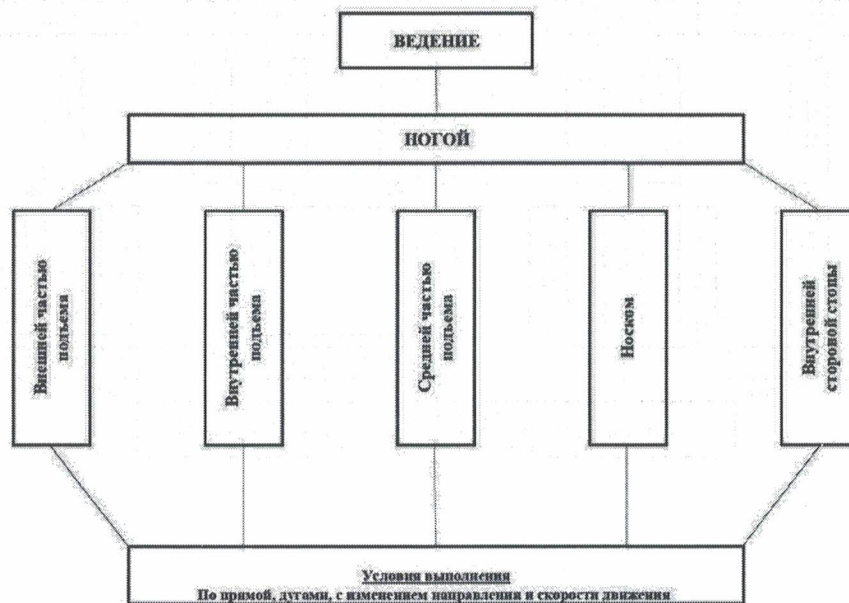 ВЕДЕНИЕ
НОГОЙ
Внешней частью
подъема
Внутренней частью
подъема
Средней частью
подъема
Носком
Внутренней
сторовой стопы
Условия выполнения
По прямой, дугами, с изменением направления и скорости движения